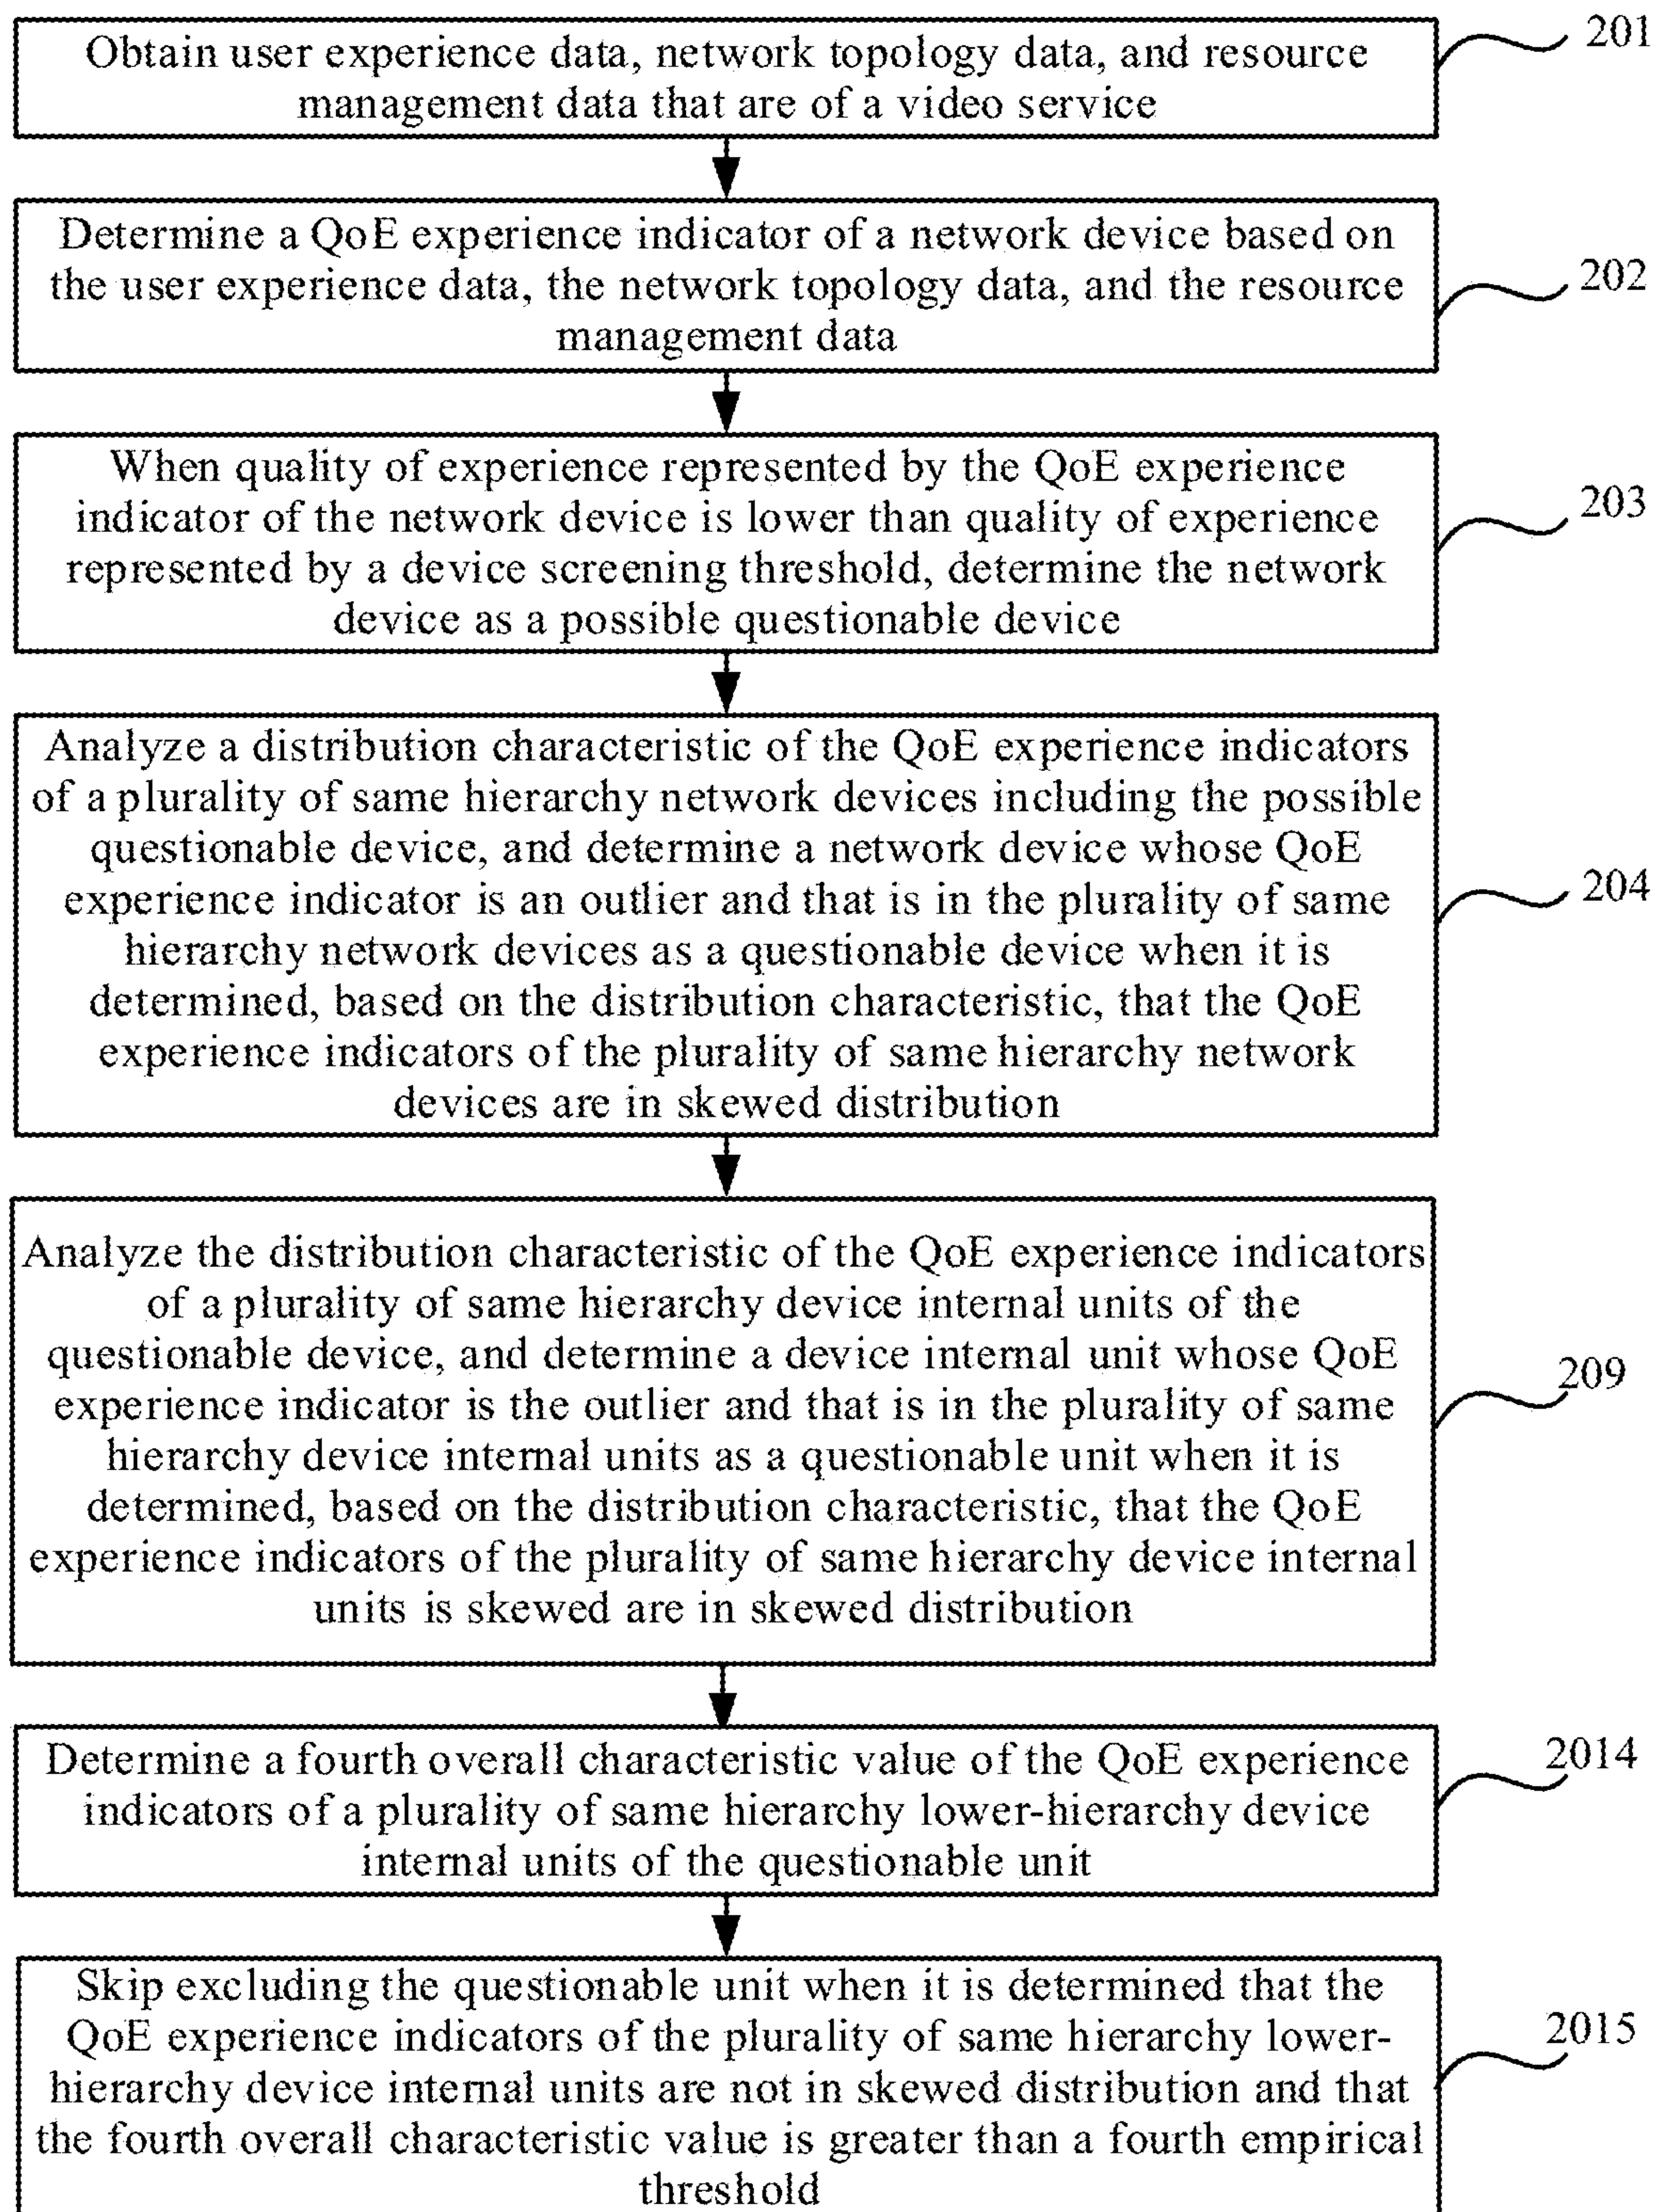 Obtain user experience data, network topology data, and resource
management data that are of a video service
201
Determine a QoE experience indicator of a network device based on
the user experience data, the network topology data, and the resource
management data
202
When quality of experience represented by the QoE experience
indicator of the network device is lower than quality of experience
represented by a device screening threshold, determine the network
device as a possible questionable device
203
Analyze a distribution characteristic of the QoE experience indicators
of a plurality of same hierarchy network devices including the possible
questionable device, and determine a network device whose QoE
experience indicator is an outlier and that is in the plurality of same
hierarchy network devices as a questionable device when it is
determined, based on the distribution characteristic, that the QoE
experience indicators of the plurality of same hierarchy network
devices are in skewed distribution
204
Analyze the distribution characteristic of the QoE experience indicators
of a plurality of same hierarchy device internal units of the
questionable device, and determine a device internal unit whose QoE
experience indicator is the outlier and that is in the plurality of same
hierarchy device internal units as a questionable unit when it is
determined, based on the distribution characteristic, that the QoE
experience indicators of the plurality of same hierarchy device internal
units is skewed are in skewed distribution
209
Determine a fourth overall characteristic value of the QoE experience
indicators of a plurality of same hierarchy lower-hierarchy device
internal units of the questionable unit
2014
Skip excluding the questionable unit when it is determined that the
QoE experience indicators of the plurality of same hierarchy lower-
hierarchy device internal units are not in skewed distribution and that
the fourth overall characteristic value is greater than a fourth empirical
threshold
2015